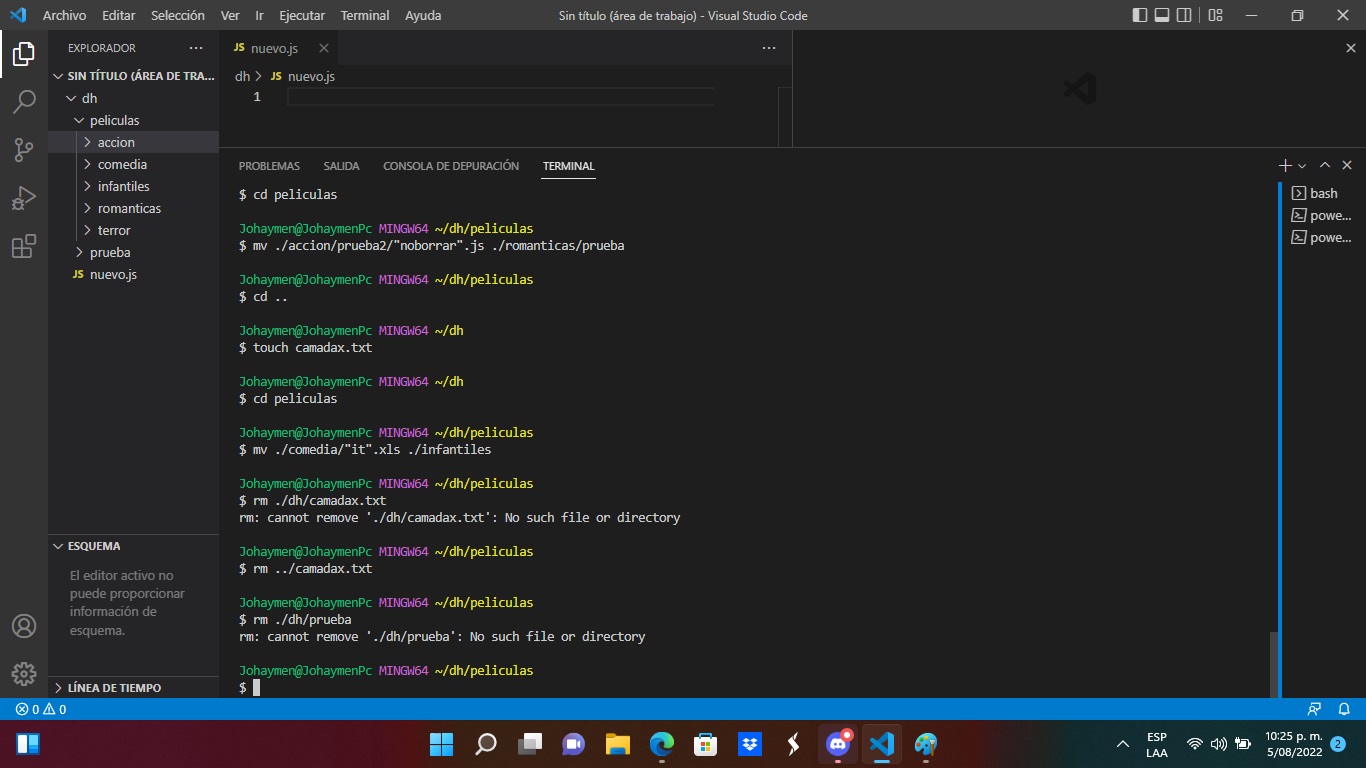 Archivo Editar Selección Ver Ir Ejecutar Terminal Ayuda
Sin título (área de trabajo) - Visual Studio Code
EXPLORADOR
SIN TÍTULO (ÁREA DE TRA...
dh
peliculas
accion
comedia
infantiles
romanticas
terror
prueba
JS nuevo.js
ESQUEMA
El editor activo no
puede proporcionar
información de
esquema.
LÍNEA DE TIEMPO
JS nuevo.js
dh > JS nuevo.js
1
PROBLEMAS SALIDA CONSOLA DE DEPURACIÓN TERMINAL
$ cd peliculas
Johaymen@JohaymenPc MINGW64 ~/dh/peliculas
$ mv ./accion/prueba2/"noborrar".js ./romanticas/prueba
Johaymen@JohaymenPc MINGW64 ~/dh/peliculas
$ cd ..
Johaymen@JohaymenPc MINGW64 ~/dh
$ touch camadax.txt
Johaymen@JohaymenPc MINGW64 ~/dh
$ cd peliculas
Johaymen@JohaymenPc MINGW64 ~/dh/peliculas
$ mv ./comedia/"it".xls ./infantiles
Johaymen@JohaymenPc MINGW64 ~/dh/peliculas
$ rm ./dh/camadax.txt
rm: cannot remove './dh/camadax.txt': No such file or directory
Johaymen@JohaymenPc MINGW64 ~/dh/peliculas
$ rm ../camadax.txt
Johaymen@JohaymenPc MINGW64 ~/dh/peliculas
$ rm ./dh/prueba
rm: cannot remove './dh/prueba': No such file or directory
Johaymen@JohaymenPc MINGW64 ~/dh/peliculas
$
bash
powe...
powe...
0 0
ESP
LAA
10:25 p. m.
5/08/2022
2